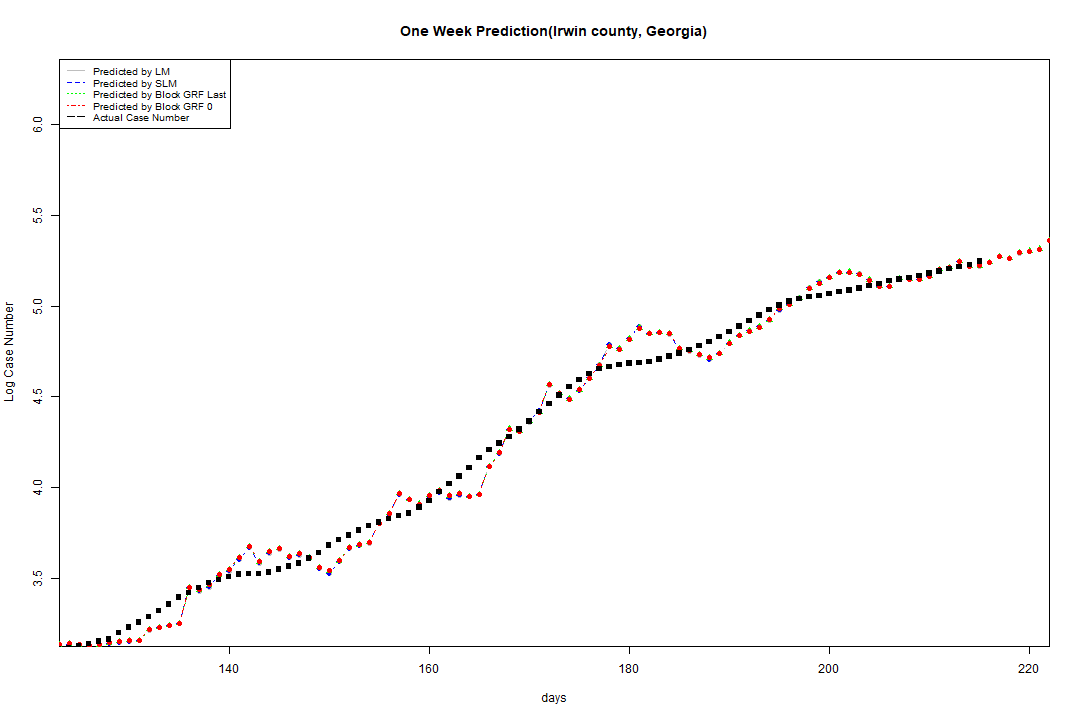 One Week Prediction(Irwin county, Georgia)
Predicted by LM
Predicted by SLM
Predicted by Block GRF Last
Predicted by Block GRF 0
Actual Case Number
Log Case Number
6.0
5.5
5.0
4.5
4.0
3.5
140 160 180 200 220
days